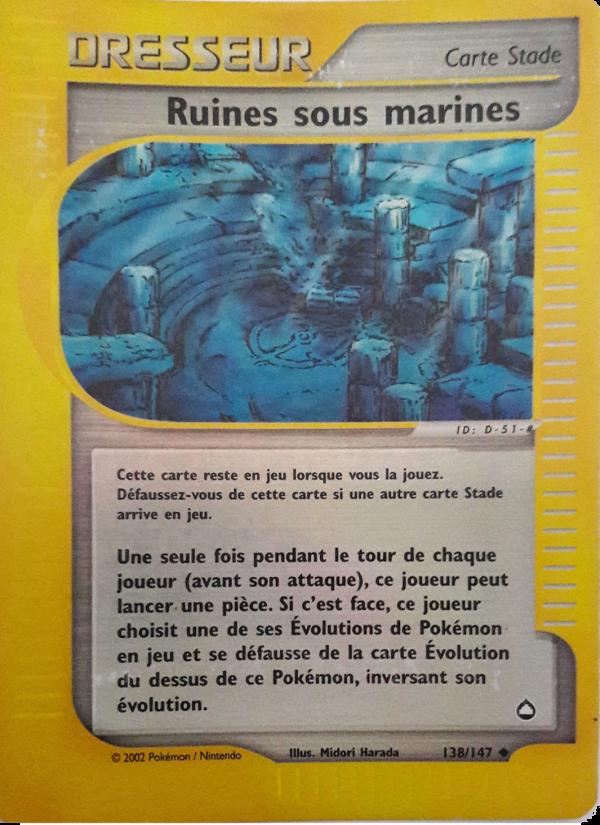 DRESSEUR
Carte Stade
Ruines sous marines
ID: D-51-#
Cette carte reste en jeu lorsque vous la jouez.
Défaussez-vous de cette carte si une autre carte Stade
arrive en jeu.
Une seule fois pendant le tour de chaque
joueur (avant son attaque), ce joueur peut
lancer une pièce. Si c'est face, ce joueur
choisit une de ses Évolutions de Pokémon
en jeu et se défausse de la carte Évolution
du dessus de ce Pokémon, inversant son
évolution.
© 2002 Pokémon / Nintendo
Illus. Midori Harada
138/147 ◆